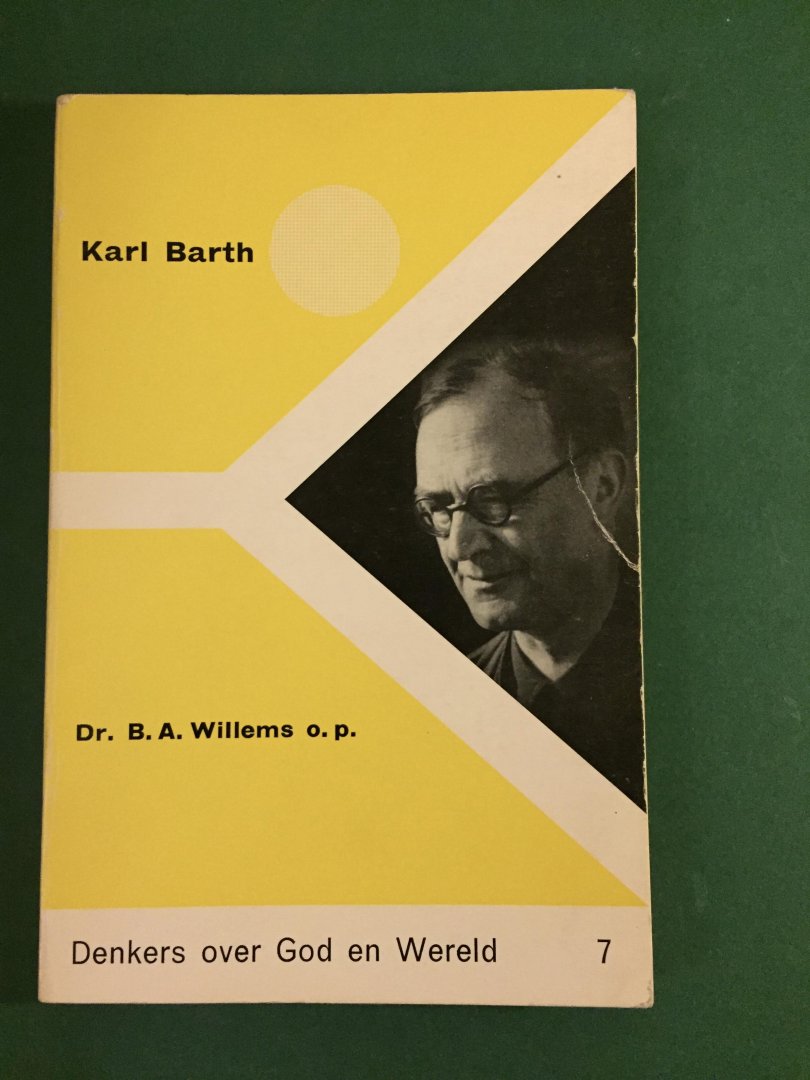 Karl Barth
Dr. B. A. Willems o. p.
Denkers over God en Wereld 7